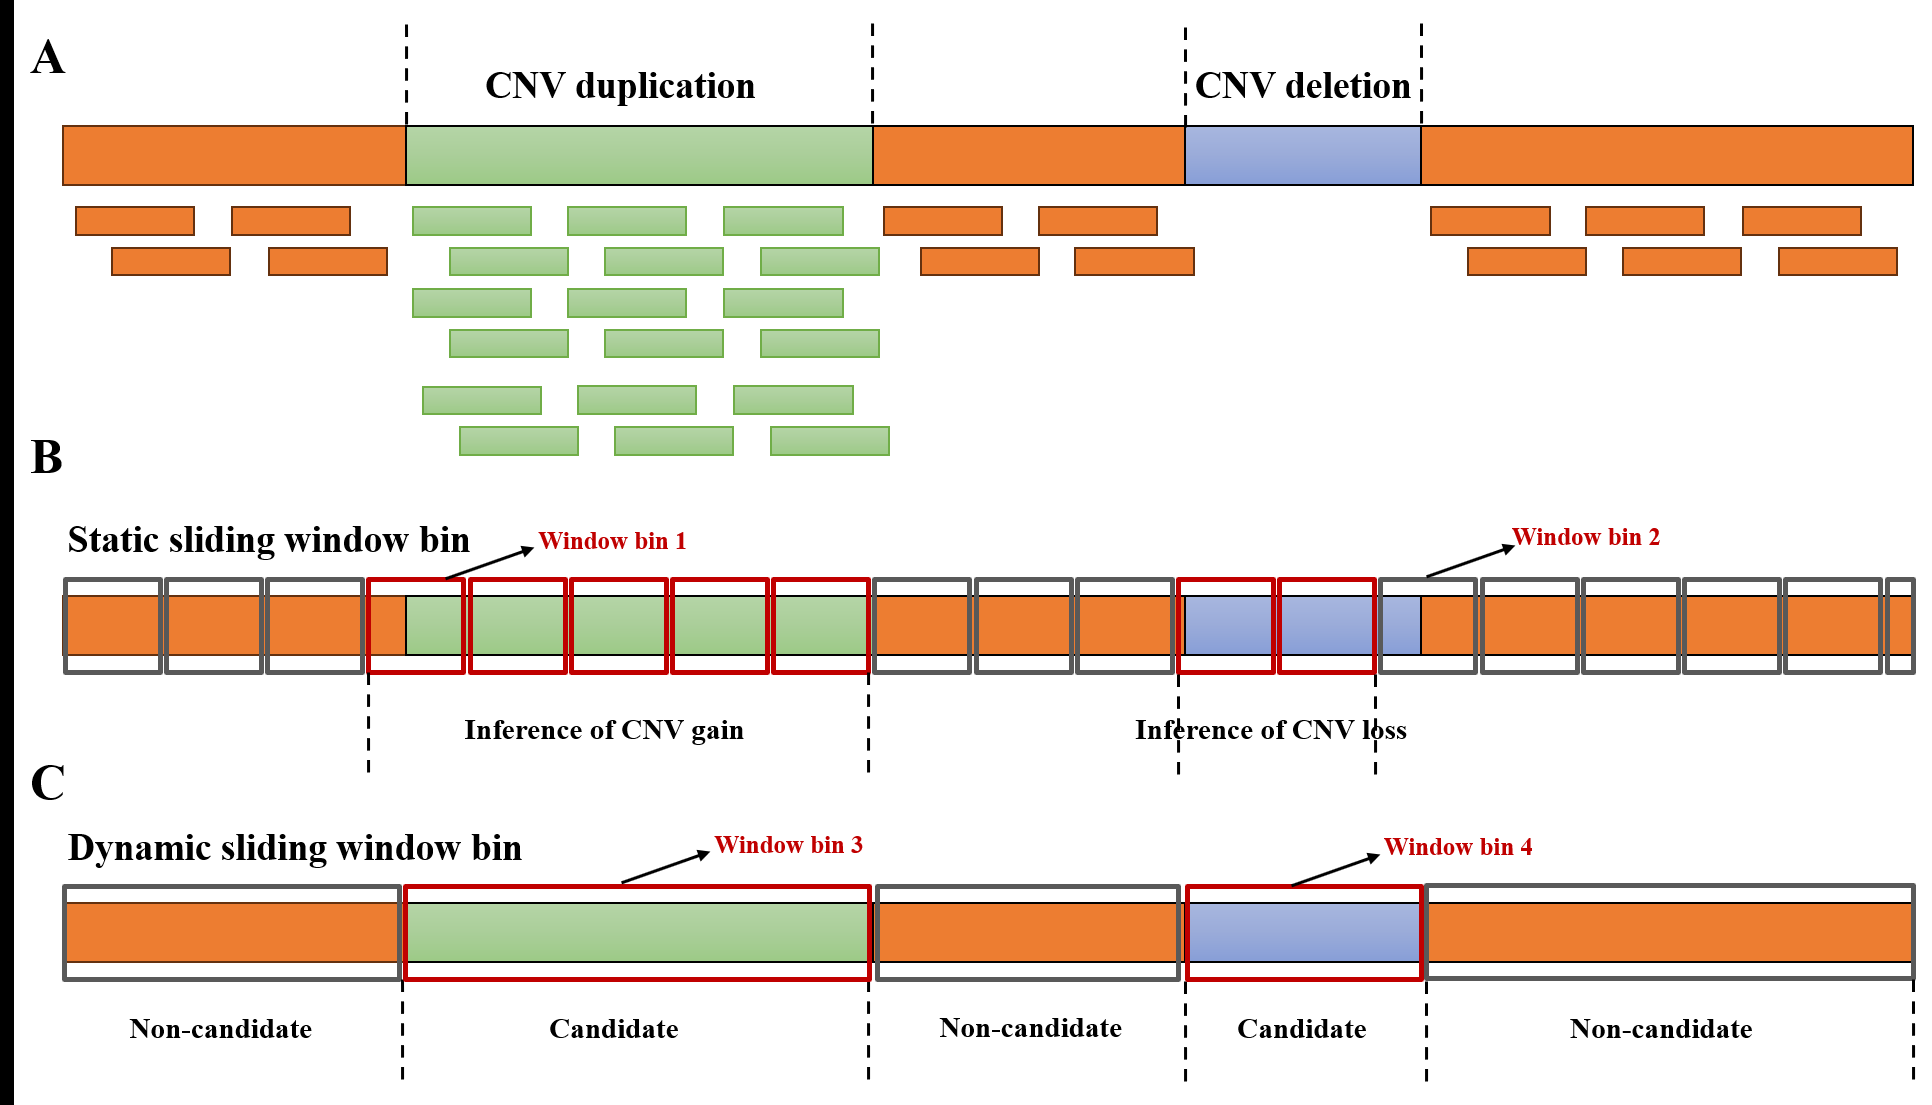 A
CNV duplication
CNV deletion
B
Static sliding window bin
Window bin 1
Window bin 2
Inference of CNV gain
Inference of CNV loss
C
Dynamic sliding window bin
Window bin 3
Window bin 4
Non-candidate
Candidate
Non-candidate
Candidate
Non-candidate